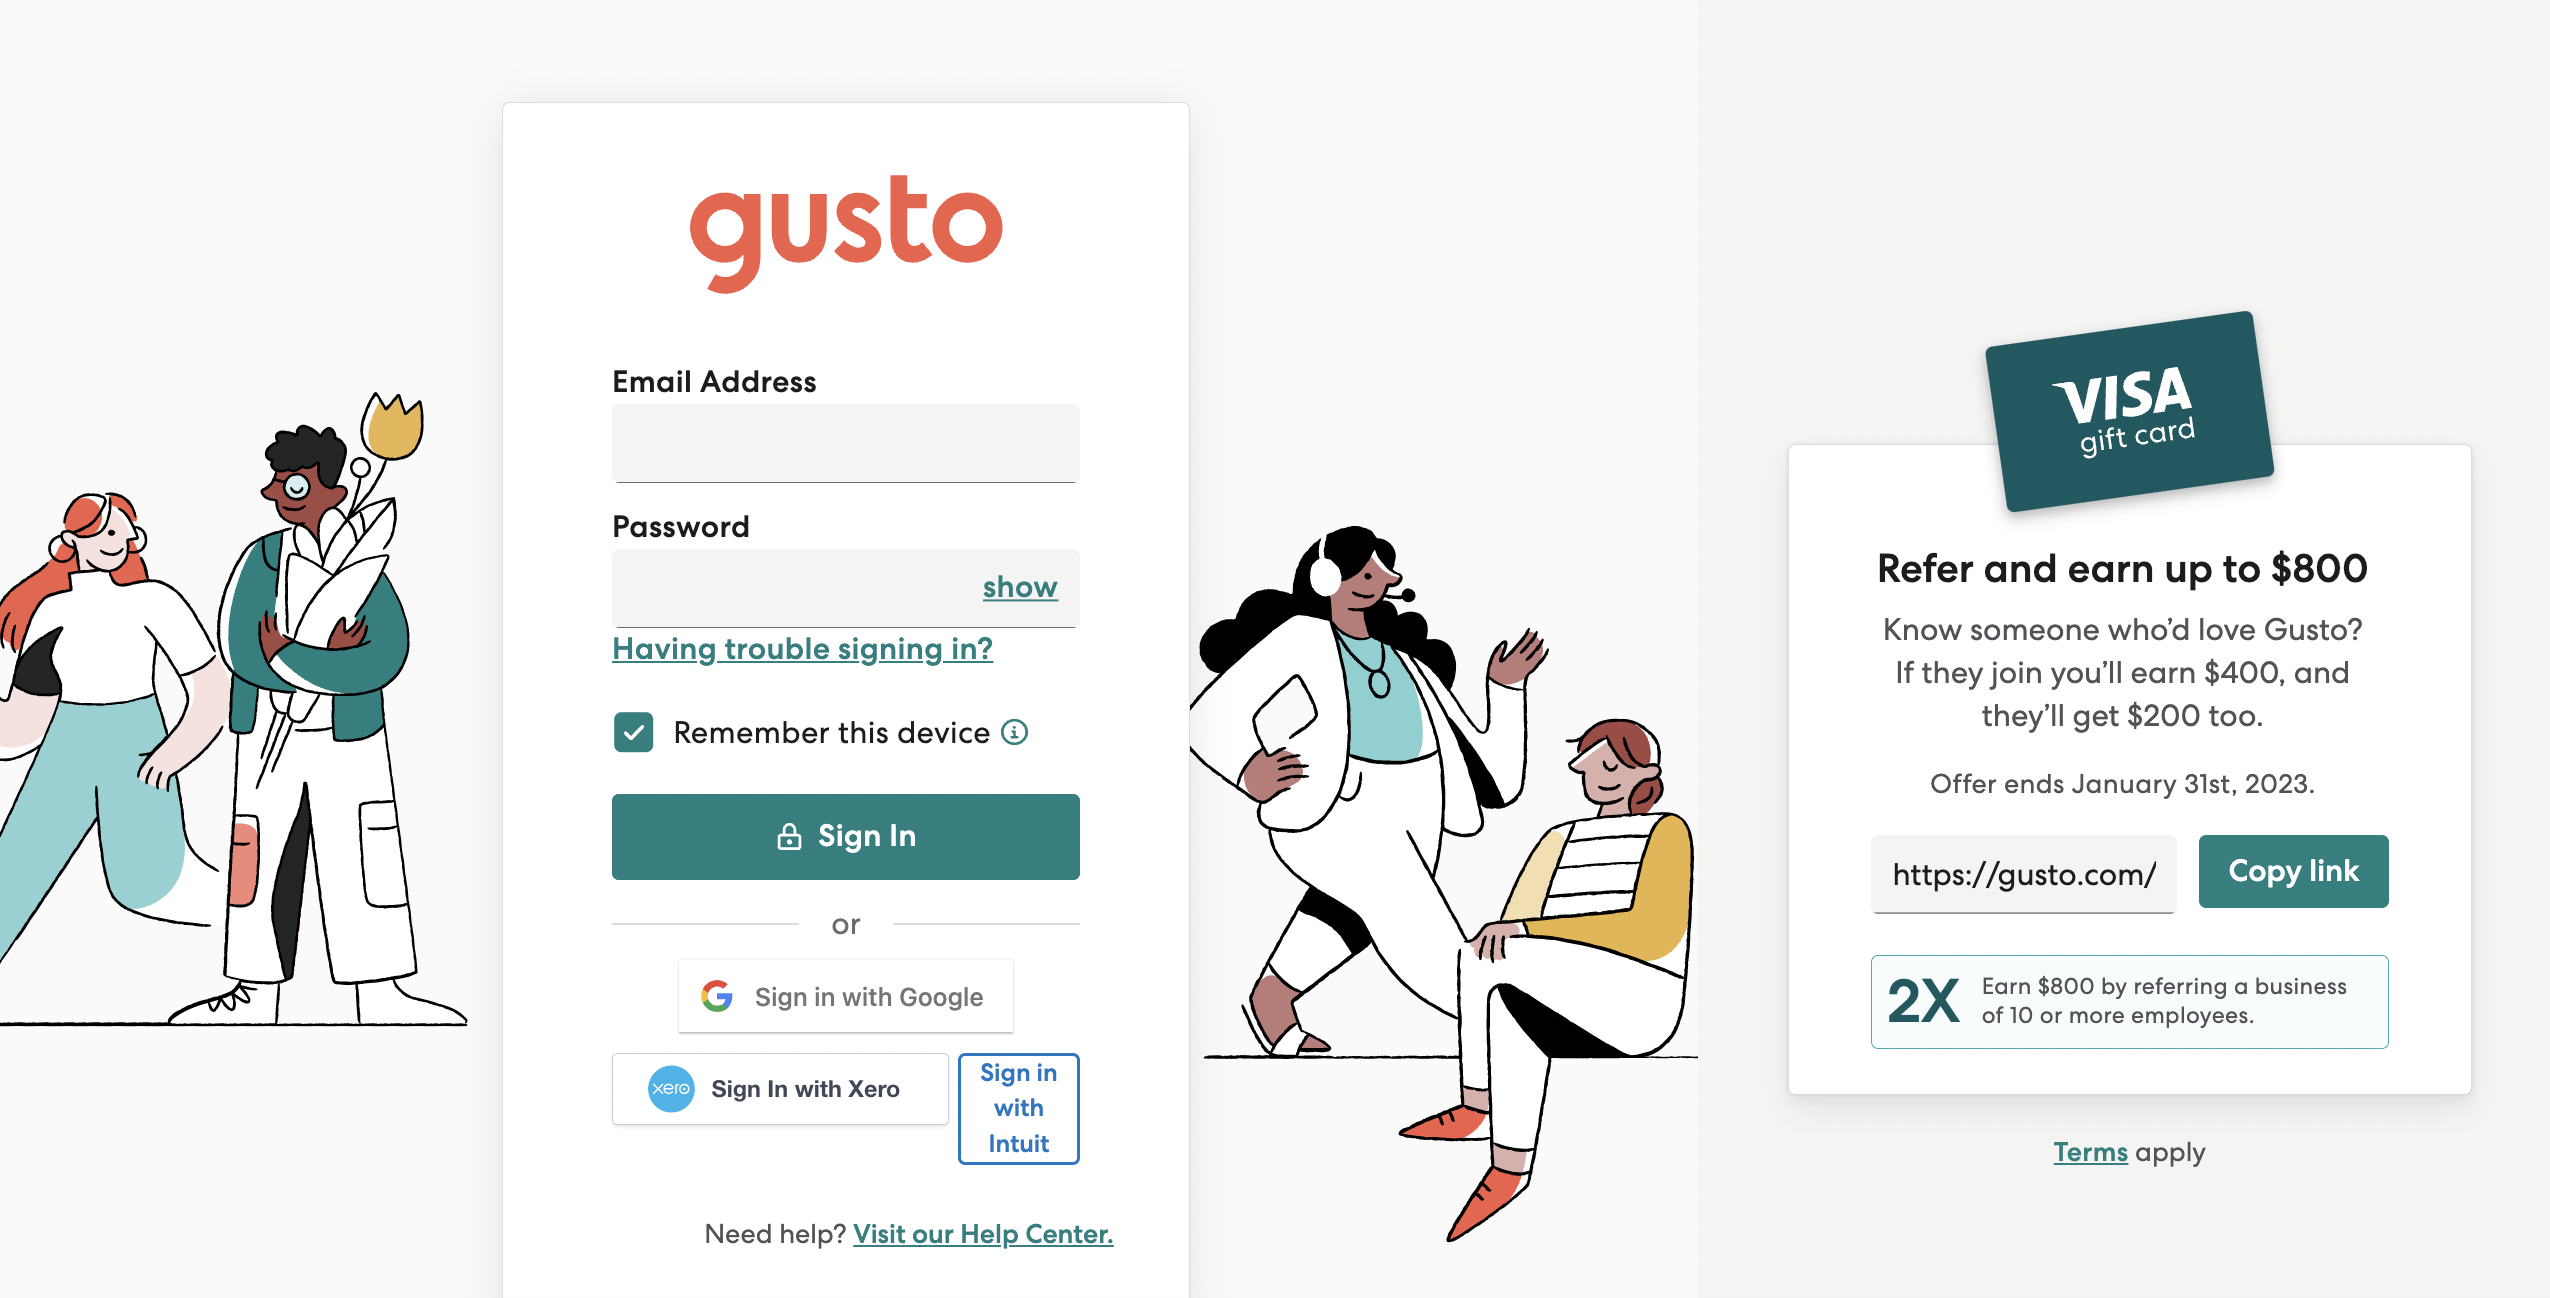 gusto
Email Address
Password
show
Having trouble signing in?
Remember this device
Sign In
or
Sign in with Google
xero Sign In with Xero
Sign in
with
Intuit
Need help? Visit our Help Center.
VISA
gift card
Refer and earn up to $800
Know someone who’d love Gusto?
If they join you’ll earn $400, and
they’ll get $200 too.
Offer ends January 31st, 2023.
https://gusto.com/
Copy link
2X
Earn $800 by referring a business
of 10 or more employees.
Terms apply